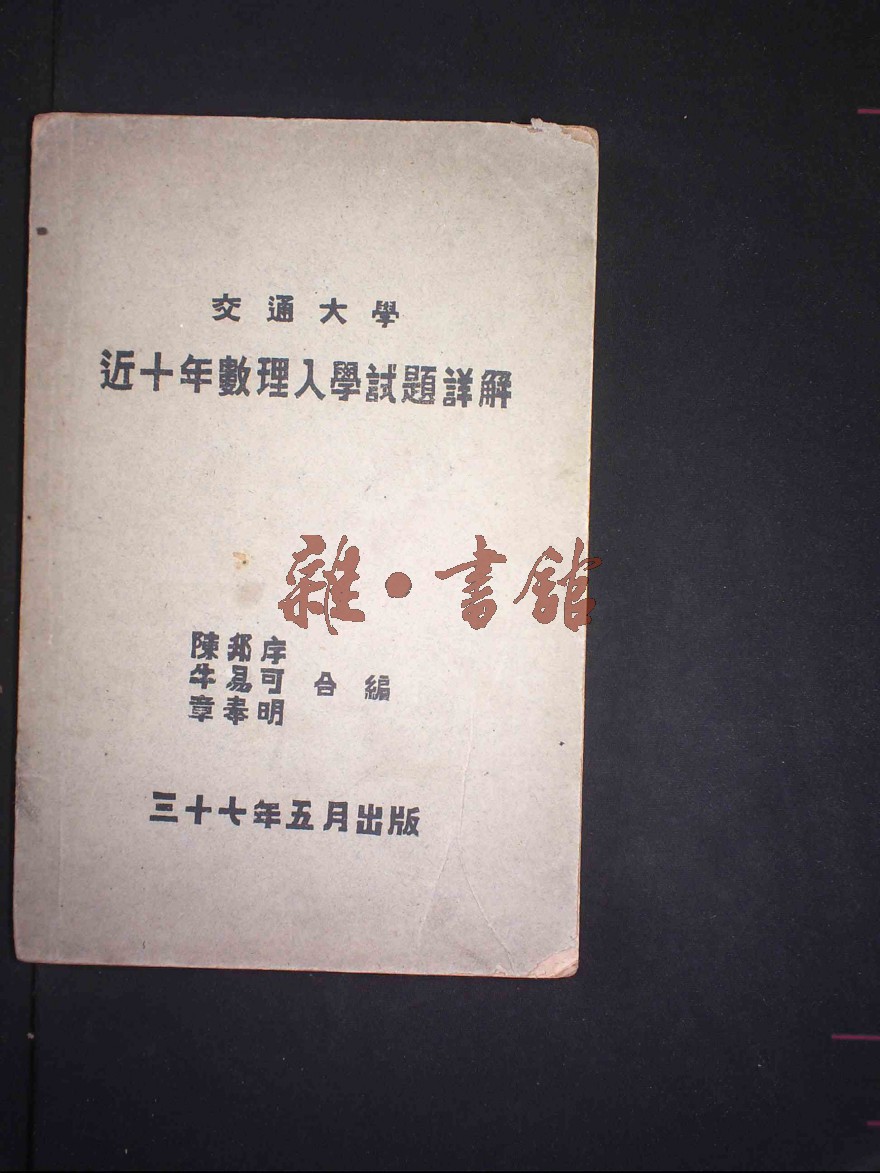 交通大學
近十年數理入學試題詳解
雜·書館
陳邦序
牛易可 合編
章奉明
三十七年五月出版